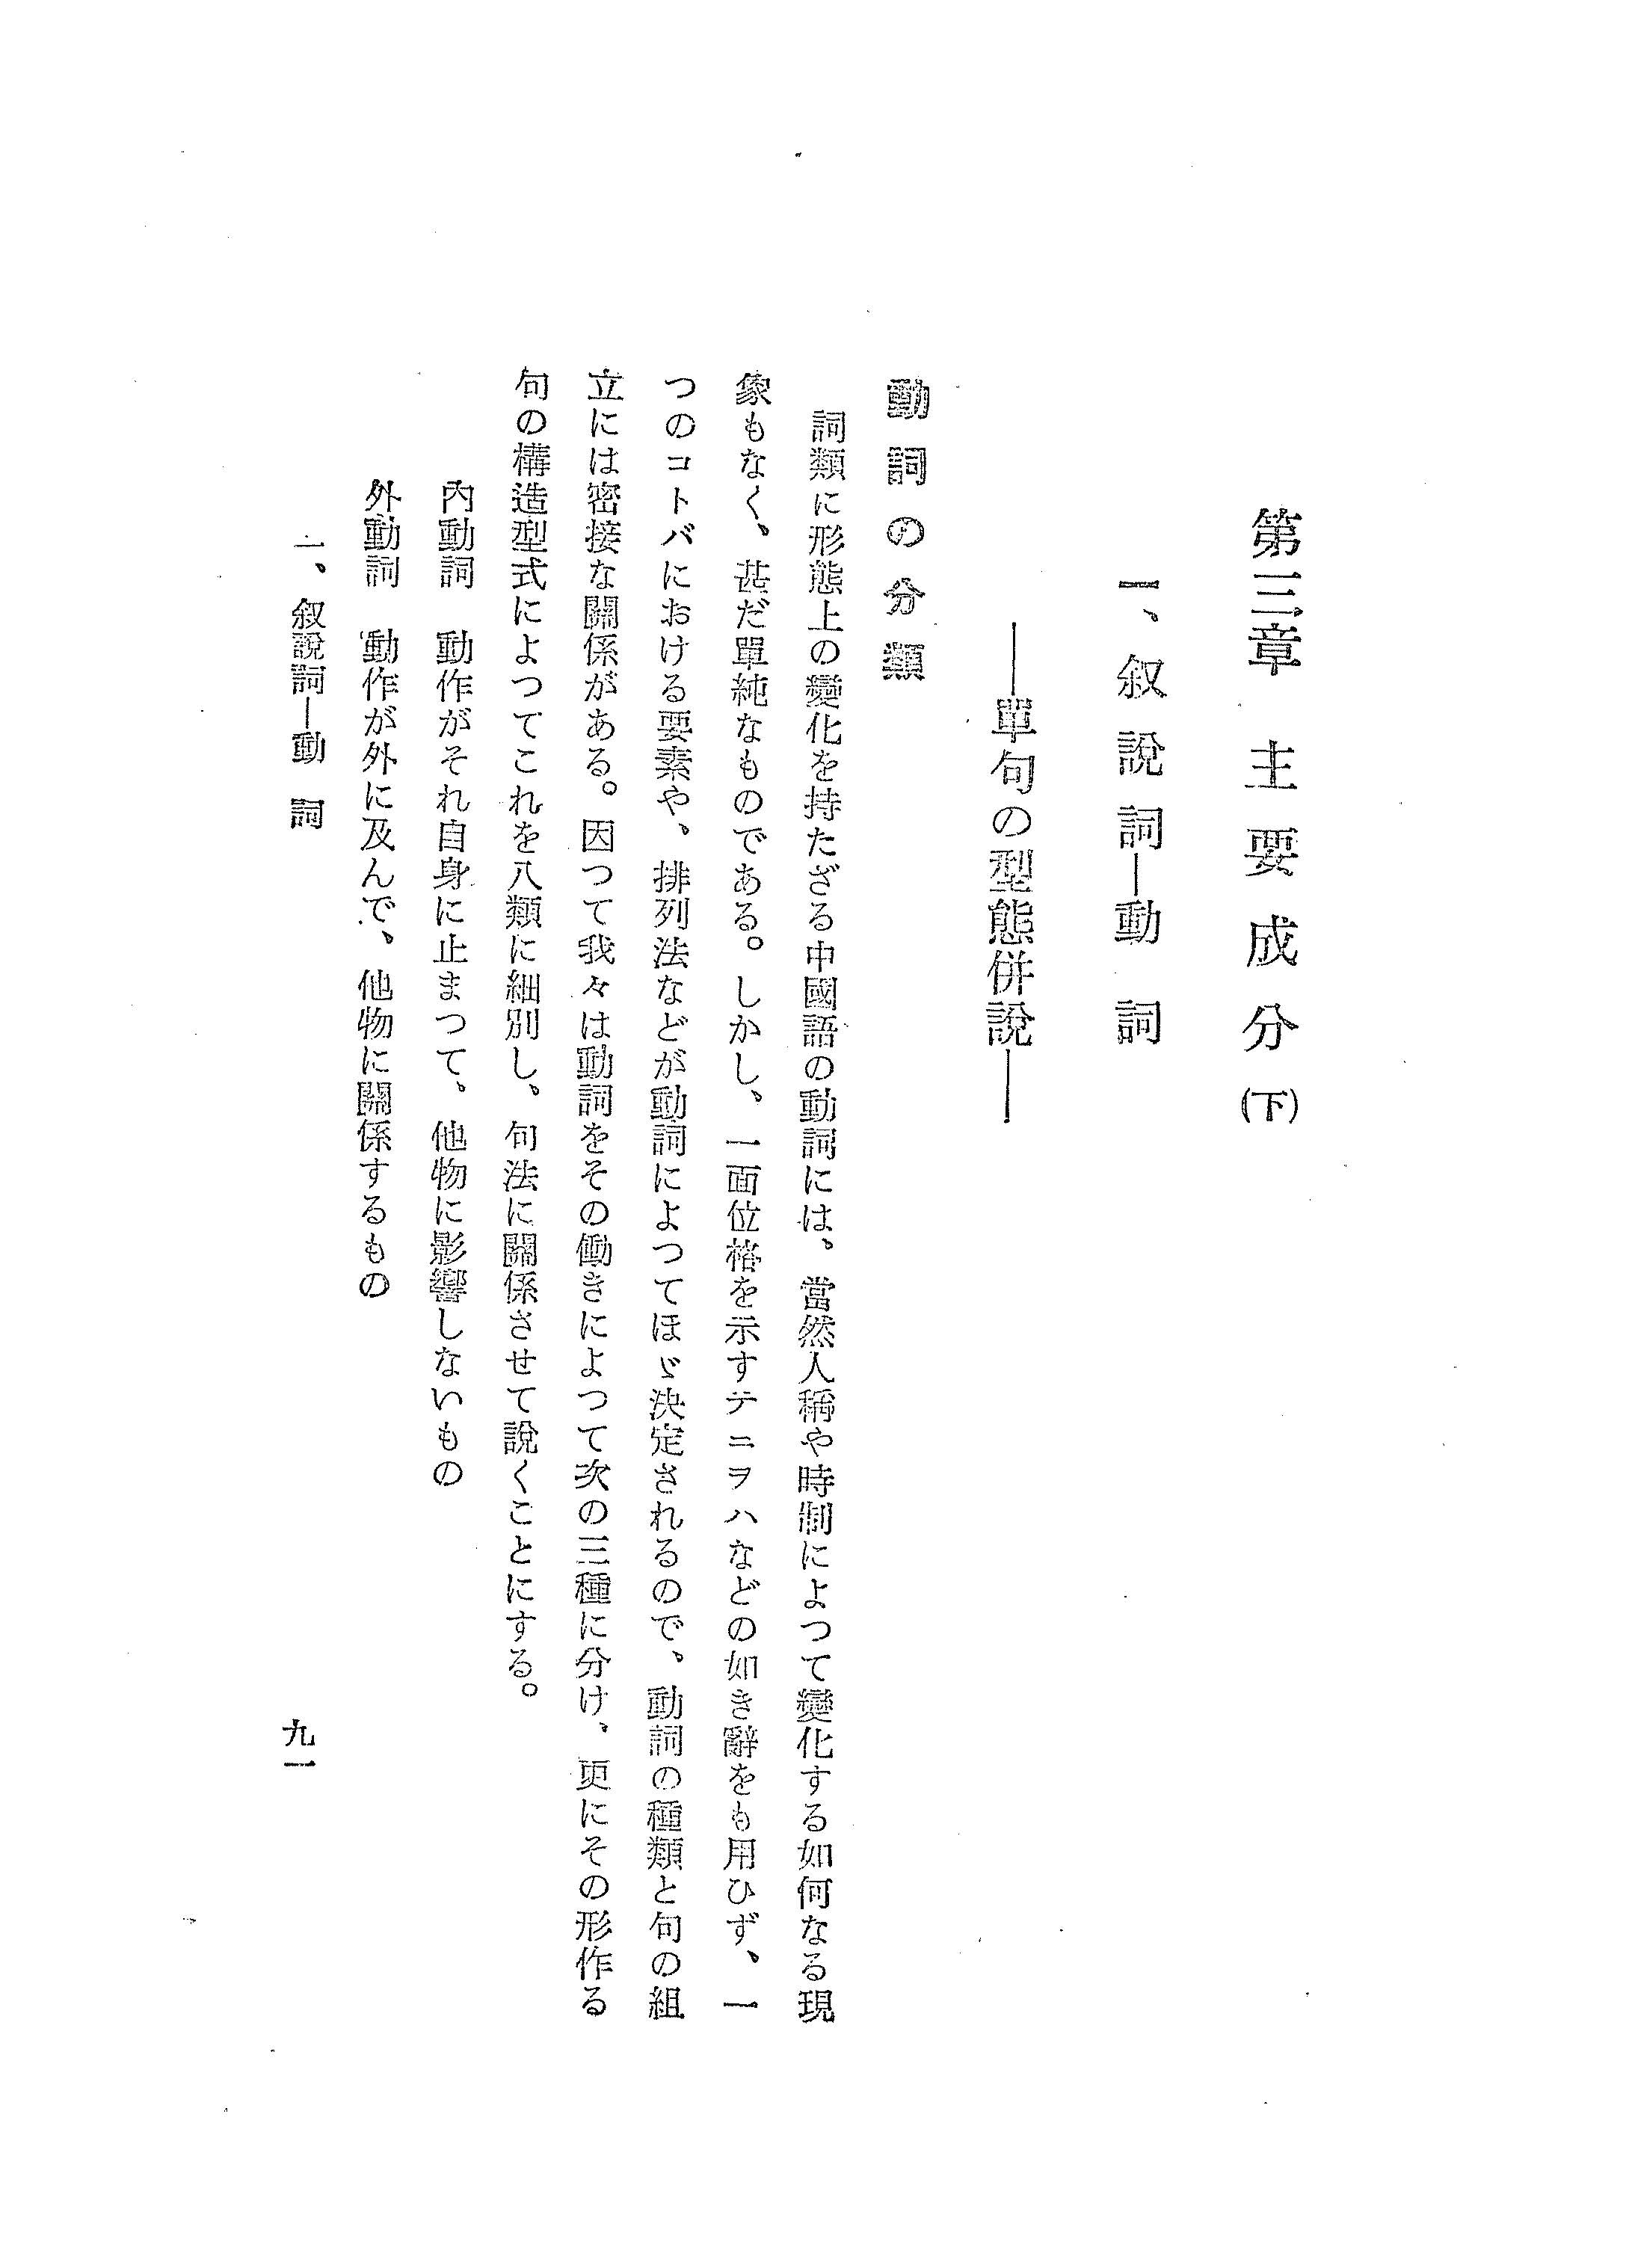 第三章　主要成分(下)
一、叙說詞―動詞
――單句の型態併說――
動詞の分類
詞類に形態上の變化を持たざる中國語の動詞には、當然人稱や時制によつて變化する如何なる現
象もなく、甚だ單純なものである。しかし、一面位格を示すテニヲハなどの如き辭をも用ひず、一
つのコトバにおける要素や、排列法などが動詞によつてほゞ決定されるので、動詞の種類と句の組
立には密接な關係がある。因つて我々は動詞をその働きによつて次の三種に分け、更にその形作る
句の構造型式によつてこれを八類に細別し、句法に關係させて說くことにする。
內動詞　動作がそれ自身に止まつて、他物に影響しないもの
外動詞　動作が外に及んで、他物に關係するもの
一、叙說詞―動詞
九一